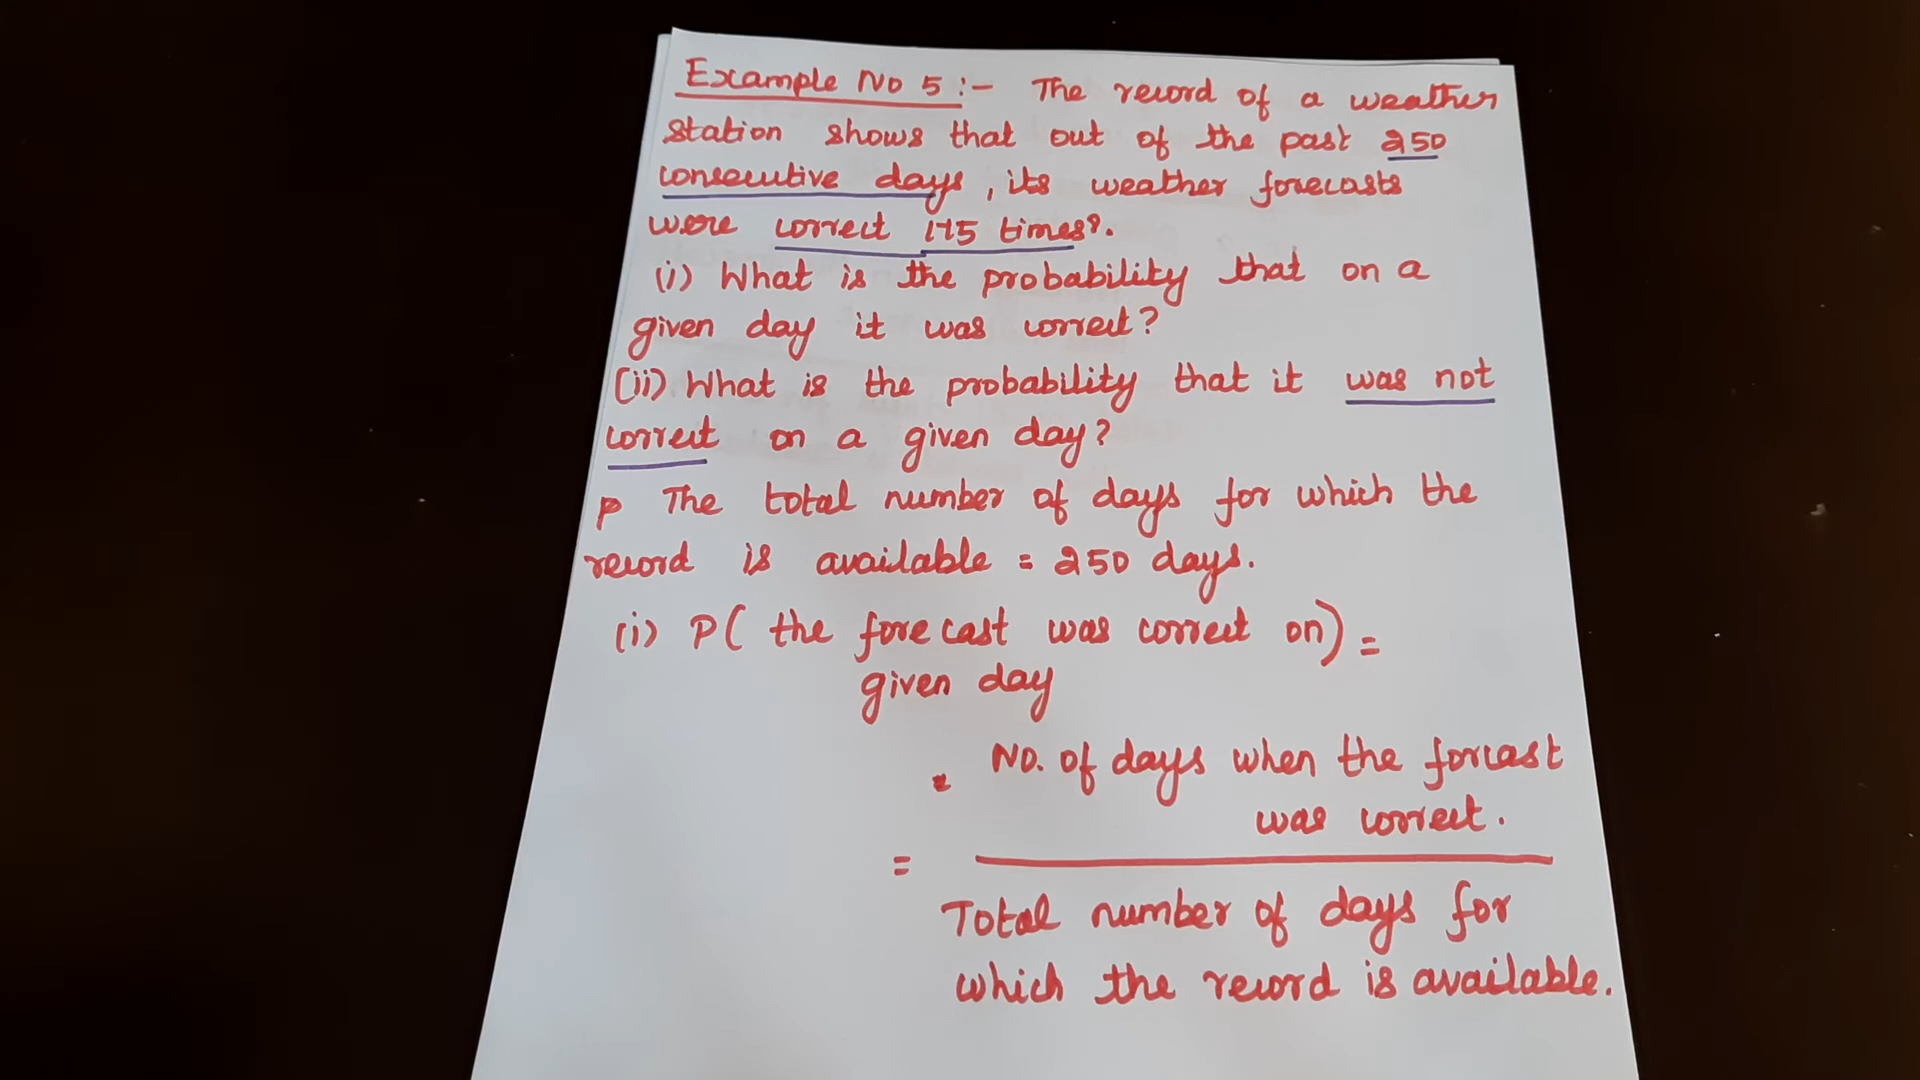 Example No 5 :- The record of a weather
station shows that out of the past 250
consecutive days, its weather forecasts
were correct 175 times?.
(i) What is the probability that on a
given day it was correct?
(ii) What is the probability that it was not
correct on a given day?
p The total number of days for which the
record is available = 250 days.
(i) P( the fore cast was correct on) =
given day
= No. of days when the forcast
was correct.
=
Total number of days for
which the record is available.